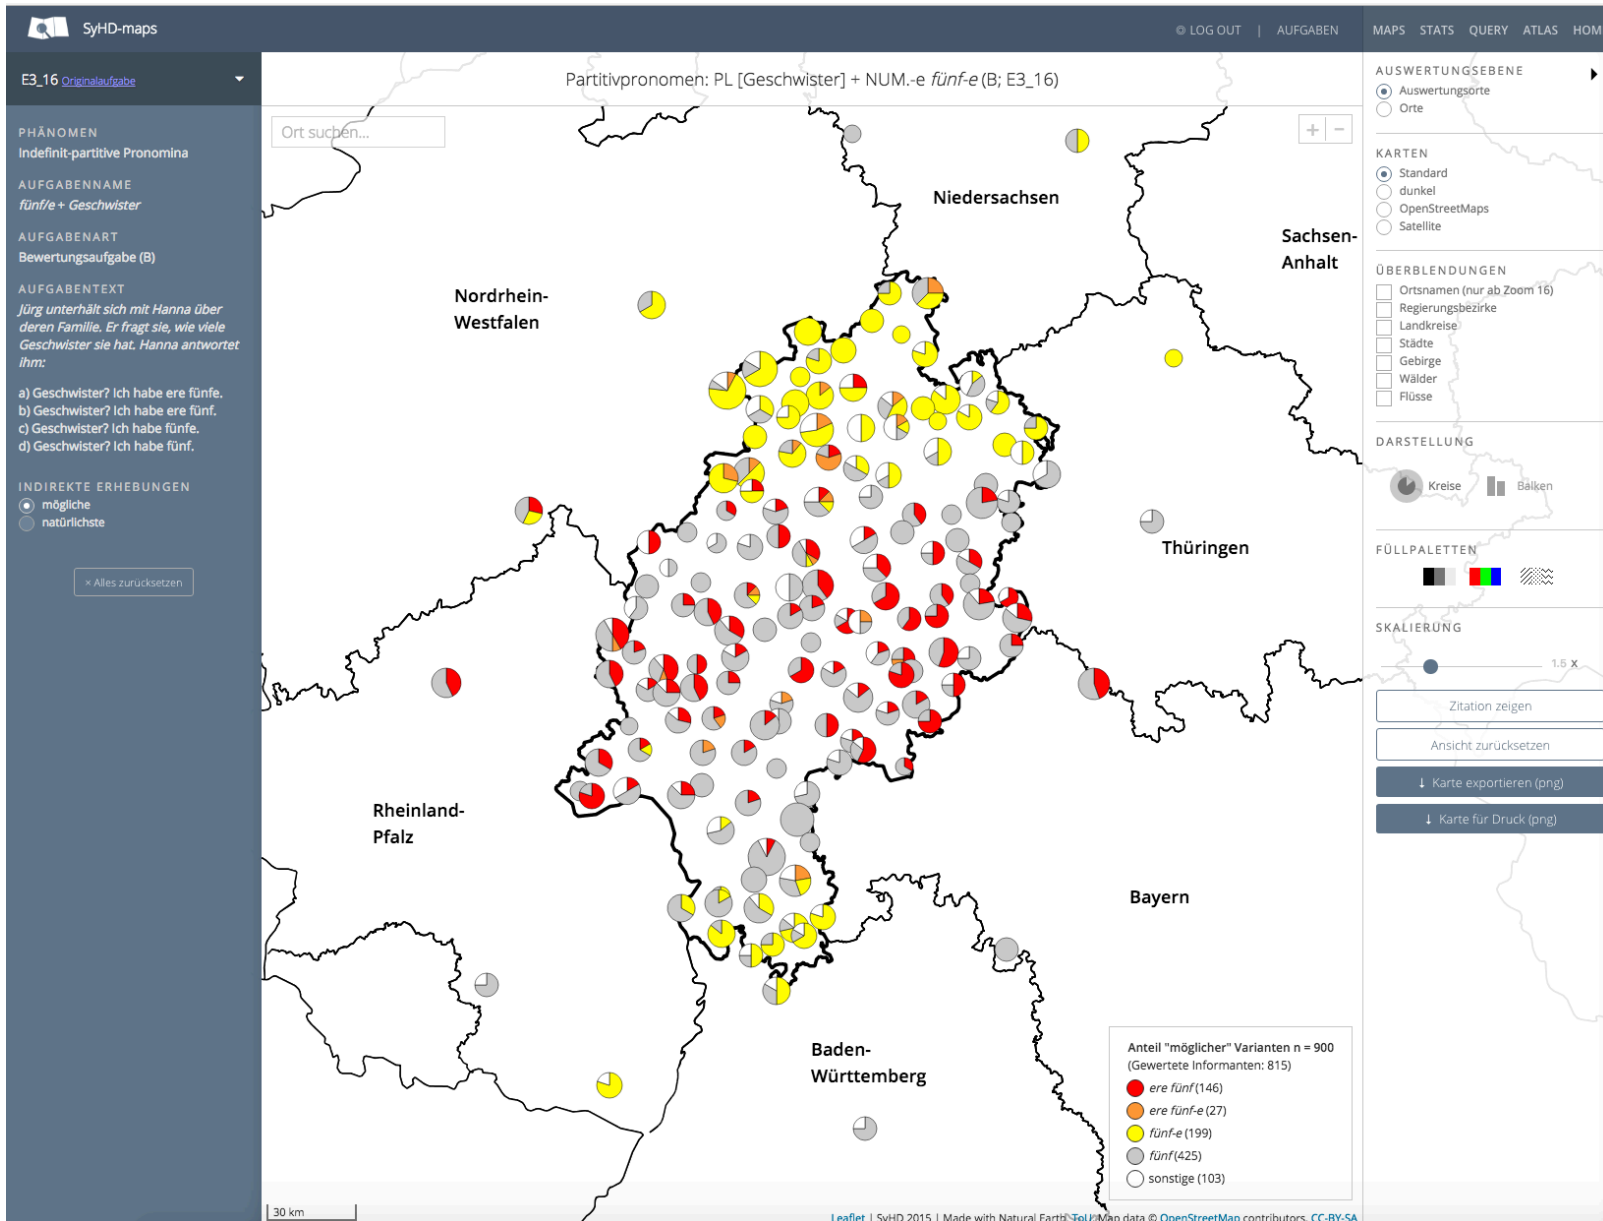 SyHD-maps
LOG OUT | AUFGABEN
MAPS STATS QUERY ATLAS HOM
E3_16 Originalaufgabe
PHÄNOMEN
Indefinit-partitive Pronomina
AUFGABENNAME
fünf/e + Geschwister
AUFGABENART
Bewertungsaufgabe (B)
AUFGABENTEXT
Jürg unterhält sich mit Hanna über
deren Familie. Er fragt sie, wie viele
Geschwister sie hat. Hanna antwortet
ihm:
a) Geschwister? Ich habe ere fünfe.
b) Geschwister? Ich habe ere fünf.
c) Geschwister? Ich habe fünfe.
d) Geschwister? Ich habe fünf.
INDIREKTE ERHEBUNGEN
mögliche
natürlichste
× Alles zurücksetzen
Partitivpronomen: PL [Geschwister] + NUM.-e fünf-e (B; E3_16)
Ort suchen...
+ −
Niedersachsen
Sachsen-
Anhalt
Nordrhein-
Westfalen
Thüringen
Rheinland-
Pfalz
Bayern
Baden-
Württemberg
Anteil "möglicher" Varianten n = 900
(Gewertete Informanten: 815)
ere fünf (146)
ere fünf-e (27)
fünf-e (199)
fünf (425)
sonstige (103)
30 km
Leaflet | SyHD 2015 | Made with Natural Earth, ToU Map data © OpenStreetMap contributors, CC-BY-SA
AUSWERTUNGSEBENE
Auswertungsorte
Orte
KARTEN
Standard
dunkel
OpenStreetMaps
Satellite
ÜBERBLENDUNGEN
Ortsnamen (nur ab Zoom 16)
Regierungsbezirke
Landkreise
Städte
Gebirge
Wälder
Flüsse
DARSTELLUNG
Kreise Balken
FÜLLPALETTEN
SKALIERUNG
1.5 x
Zitation zeigen
Ansicht zurücksetzen
↓ Karte exportieren (png)
↓ Karte für Druck (png)